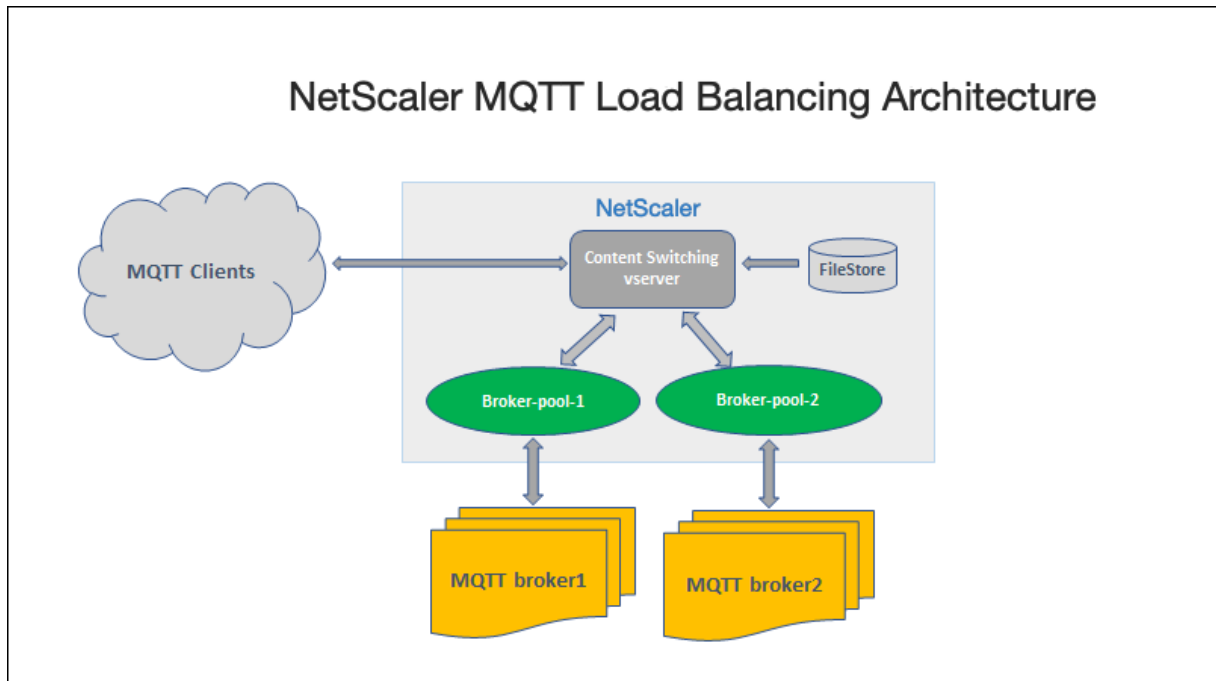 NetScaler MQTT Load Balancing Architecture
NetScaler
MQTT Clients
Content Switching
vserver
FileStore
Broker-pool-1
Broker-pool-2
MQTT broker1
MQTT broker2